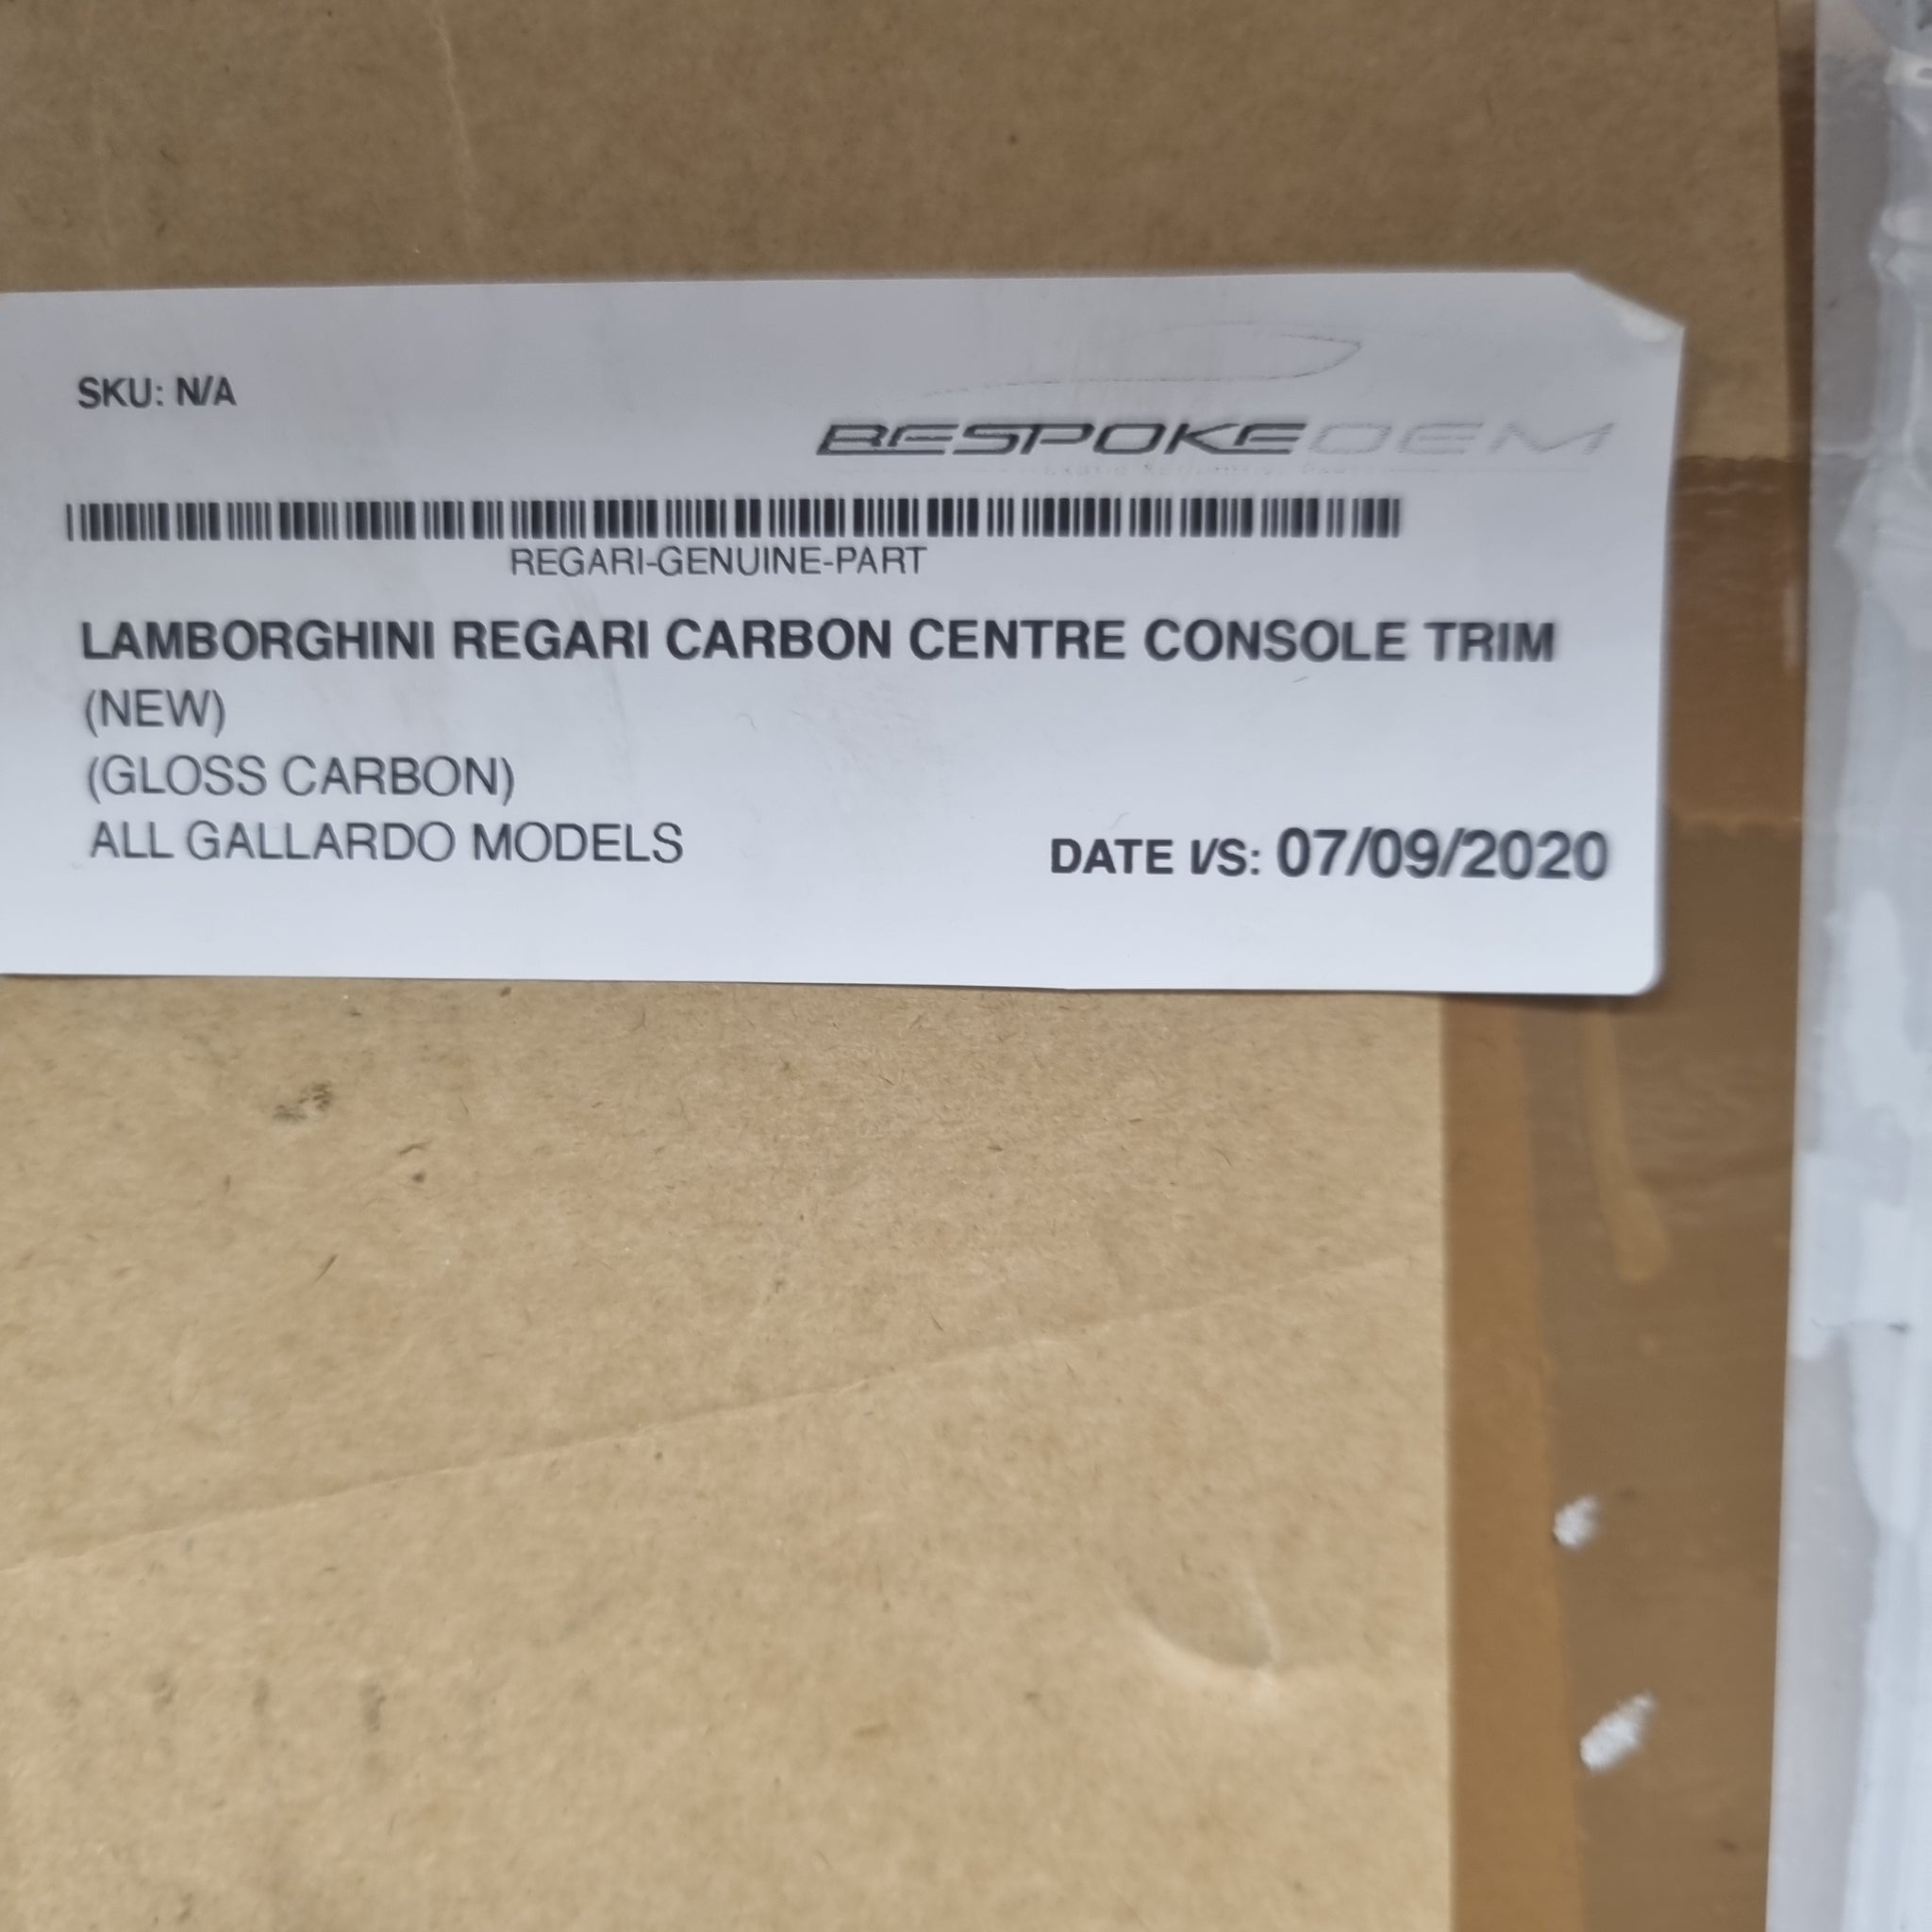 SKU: N/A
BESPOKEOEM
REGARI-GENUINE-PART
LAMBORGHINI REGARI CARBON CENTRE CONSOLE TRIM
(NEW)
(GLOSS CARBON)
ALL GALLARDO MODELS
DATE I/S: 07/09/2020